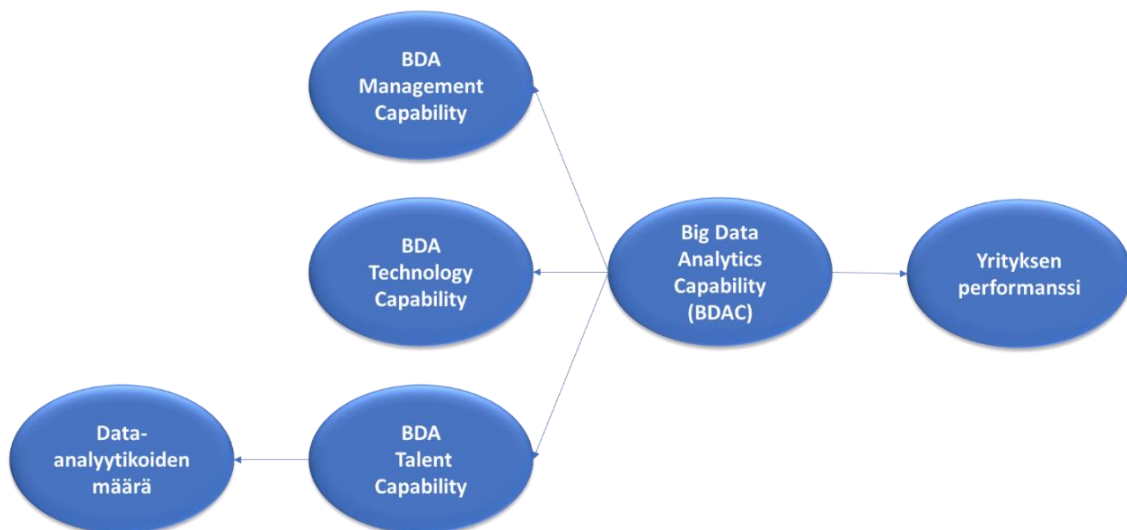 BDA
Management
Capability
BDA
Technology
Capability
Big Data
Analytics
Capability
(BDAC)
Yrityksen
performanssi
Data-
analyytikoiden
määrä
BDA
Talent
Capability